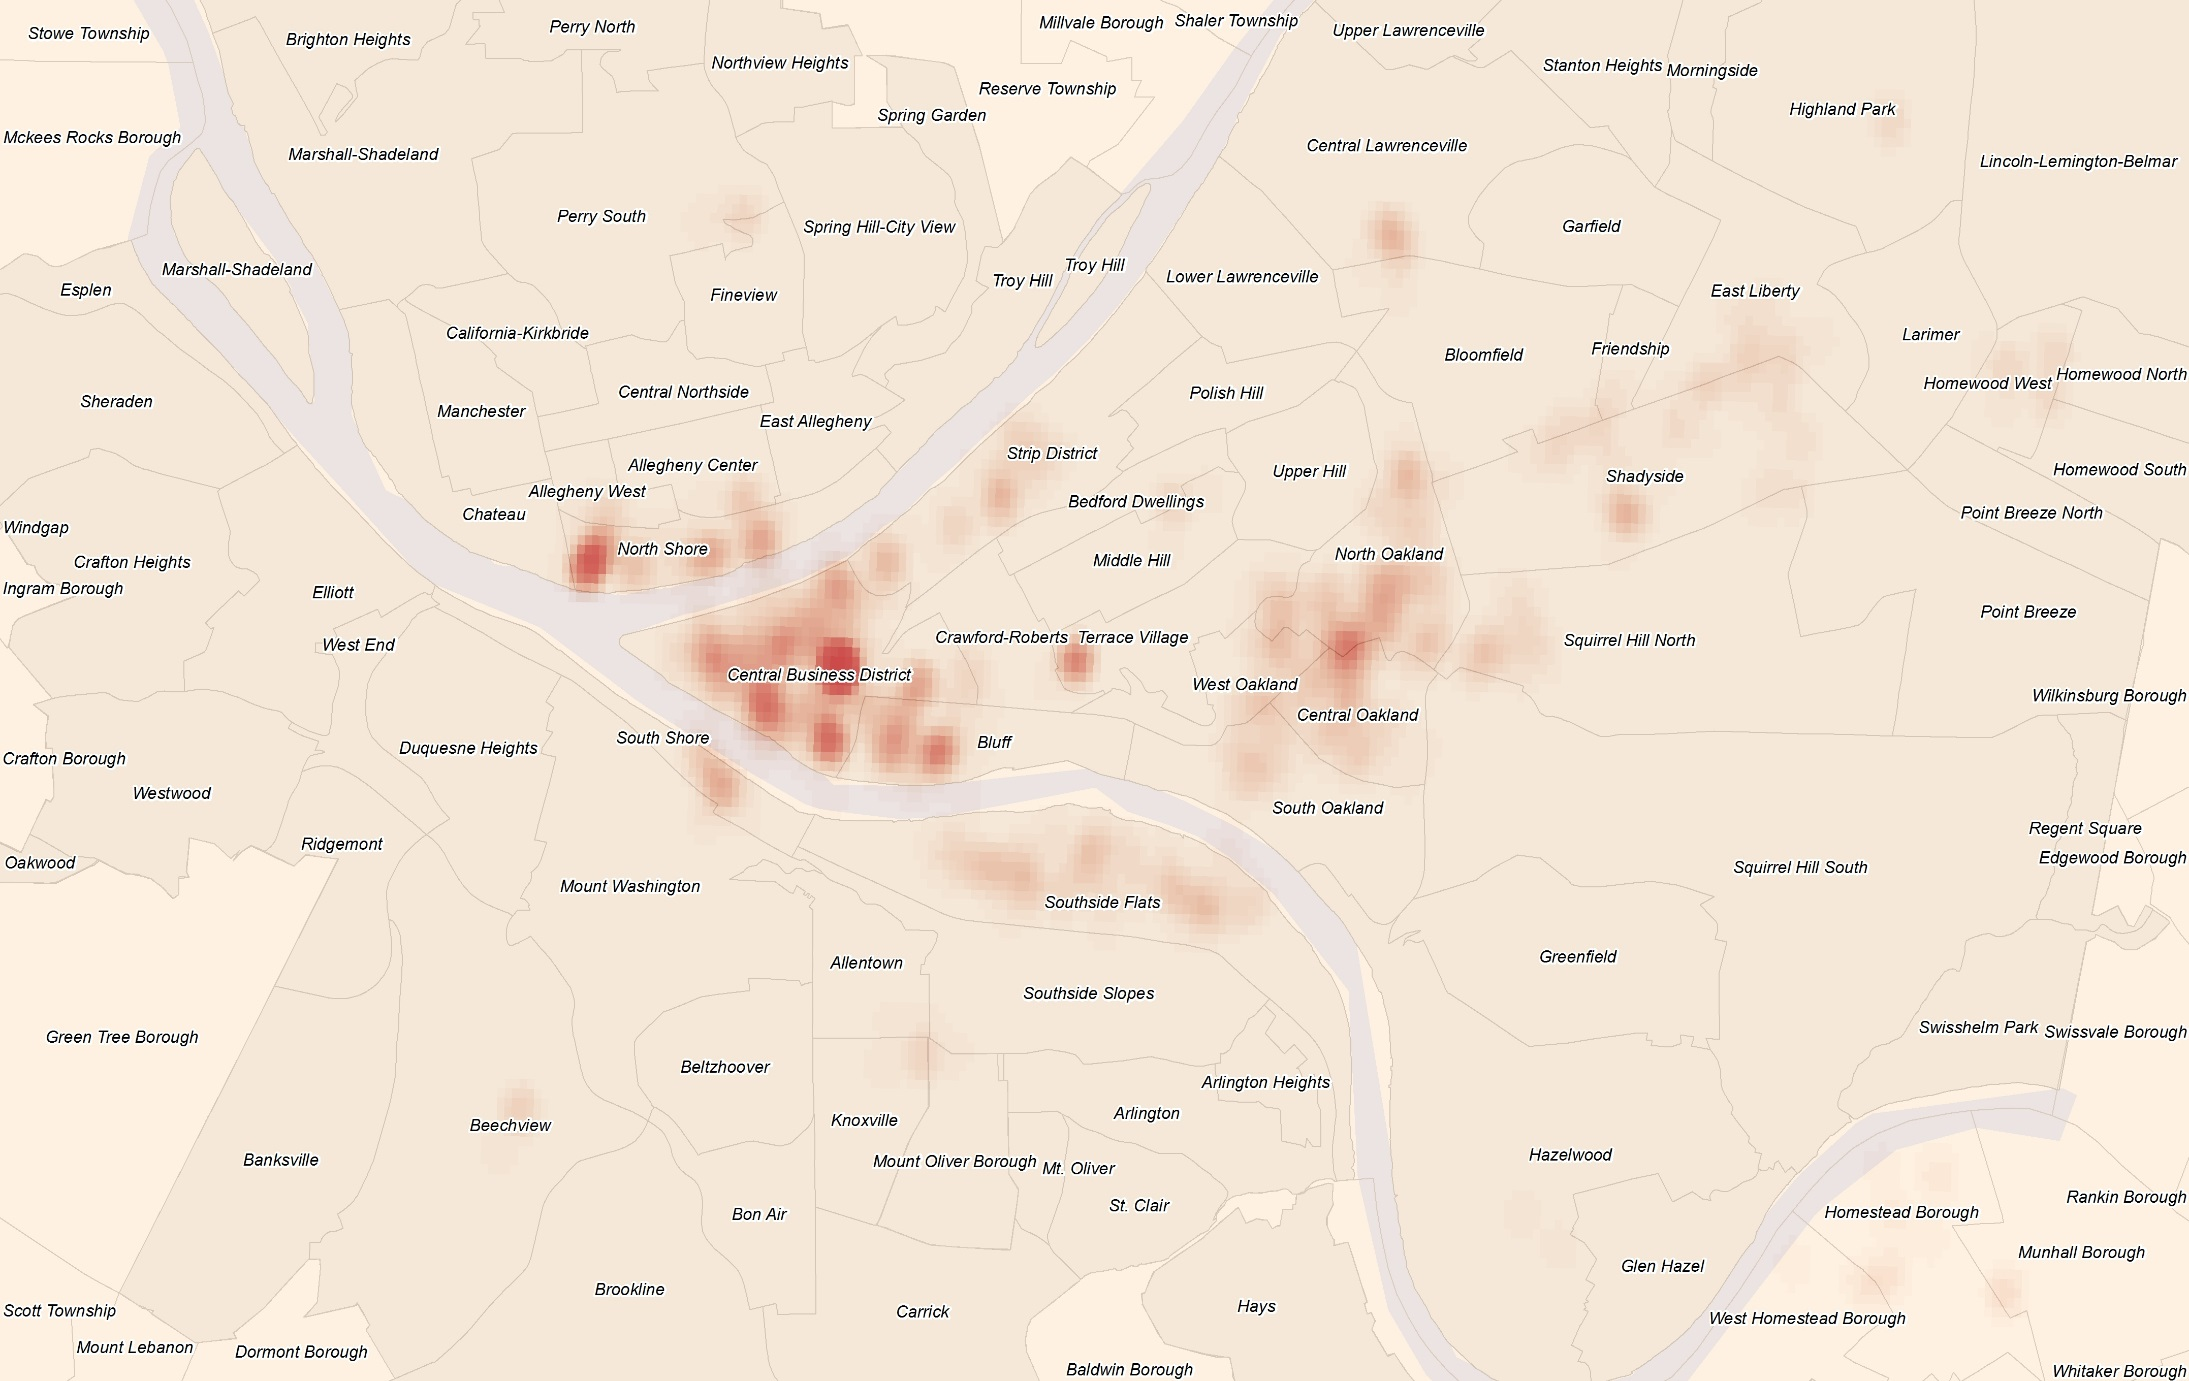 Stowe Township
Brighton Heights
Perry North
Millvale Borough
Shaler Township
Upper Lawrenceville
Northview Heights
Stanton Heights
Morningside
Reserve Township
Spring Garden
Highland Park
Mckees Rocks Borough
Marshall-Shadeland
Central Lawrenceville
Lincoln-Lemington-Belmar
Perry South
Spring Hill-City View
Garfield
Marshall-Shadeland
Troy Hill
Troy Hill
Lower Lawrenceville
Esplen
Fineview
East Liberty
California-Kirkbride
Larimer
Bloomfield
Friendship
Homewood West
Homewood North
Sheraden
Manchester
Central Northside
Polish Hill
East Allegheny
Strip District
Allegheny Center
Upper Hill
Shadyside
Homewood South
Allegheny West
Bedford Dwellings
Chateau
Point Breeze North
Windgap
North Shore
North Oakland
Crafton Heights
Middle Hill
Ingram Borough
Elliott
Point Breeze
West End
Crawford-Roberts
Terrace Village
Squirrel Hill North
Central Business District
West Oakland
Wilkinsburg Borough
Central Oakland
South Shore
Bluff
Duquesne Heights
Crafton Borough
Westwood
South Oakland
Regent Square
Ridgemont
Edgewood Borough
Oakwood
Squirrel Hill South
Mount Washington
Southside Flats
Allentown
Greenfield
Southside Slopes
Green Tree Borough
Swisshelm Park
Swissvale Borough
Beltzhoover
Arlington Heights
Beechview
Knoxville
Arlington
Banksville
Mount Oliver Borough
Mt. Oliver
Hazelwood
Rankin Borough
Bon Air
St. Clair
Homestead Borough
Munhall Borough
Glen Hazel
Brookline
Scott Township
Carrick
Hays
West Homestead Borough
Mount Lebanon
Dormont Borough
Baldwin Borough
Whitaker Borough